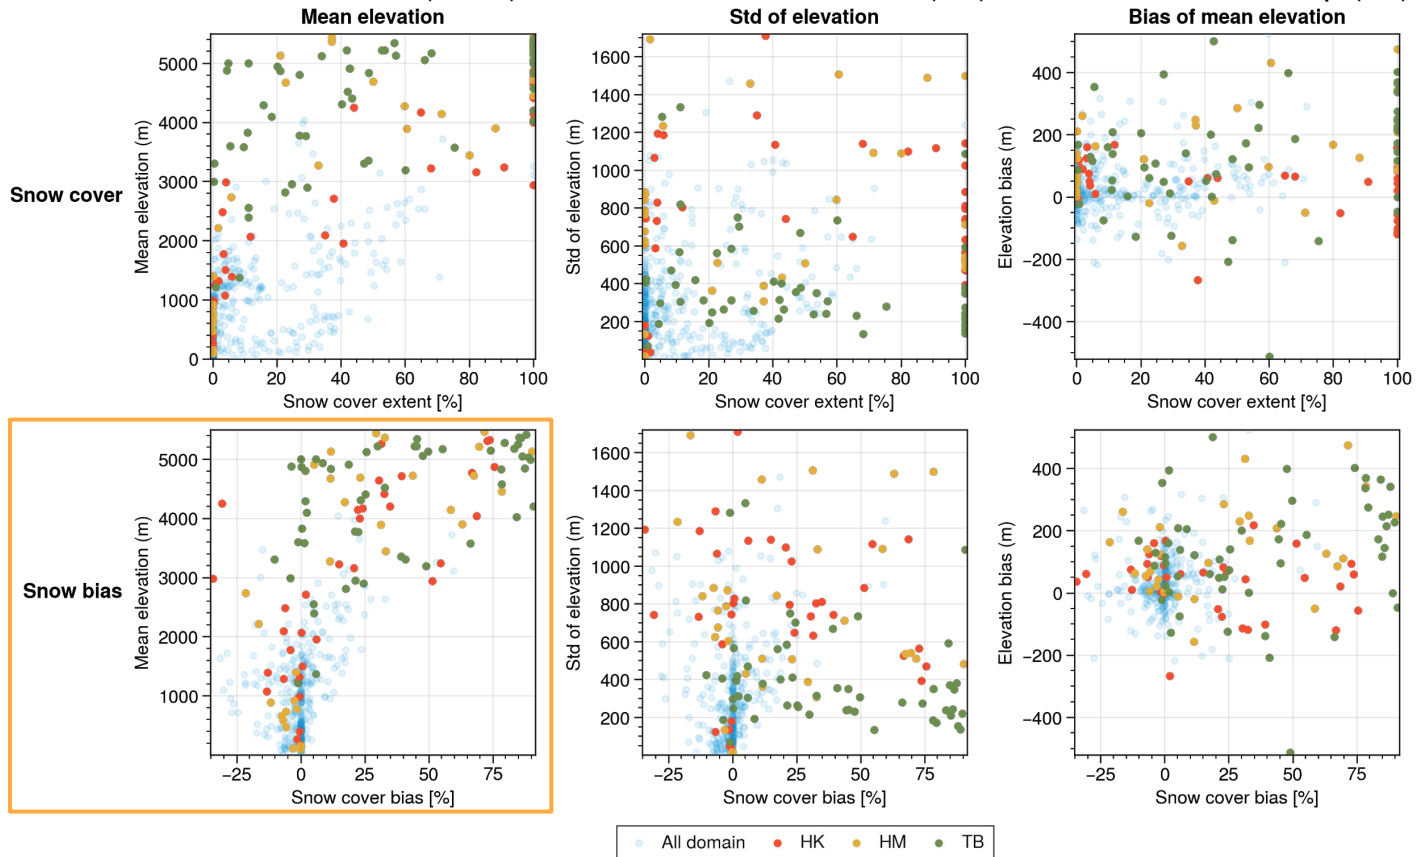 Mean elevation
Std of elevation
Bias of mean elevation
Snow cover
Mean elevation (m)
5000
4000
3000
2000
1000
0
0 20 40 60 80 100
Snow cover extent [%]
Std of elevation (m)
1600
1400
1200
1000
800
600
400
200
0 20 40 60 80 100
Snow cover extent [%]
Elevation bias (m)
400
200
0
−200
−400
0 20 40 60 80 100
Snow cover extent [%]
Snow bias
Mean elevation (m)
5000
4000
3000
2000
1000
−25 0 25 50 75
Snow cover bias [%]
Std of elevation (m)
1600
1400
1200
1000
800
600
400
200
−25 0 25 50 75
Snow cover bias [%]
Elevation bias (m)
400
200
0
−200
−400
−25 0 25 50 75
Snow cover bias [%]
All domain HK HM TB